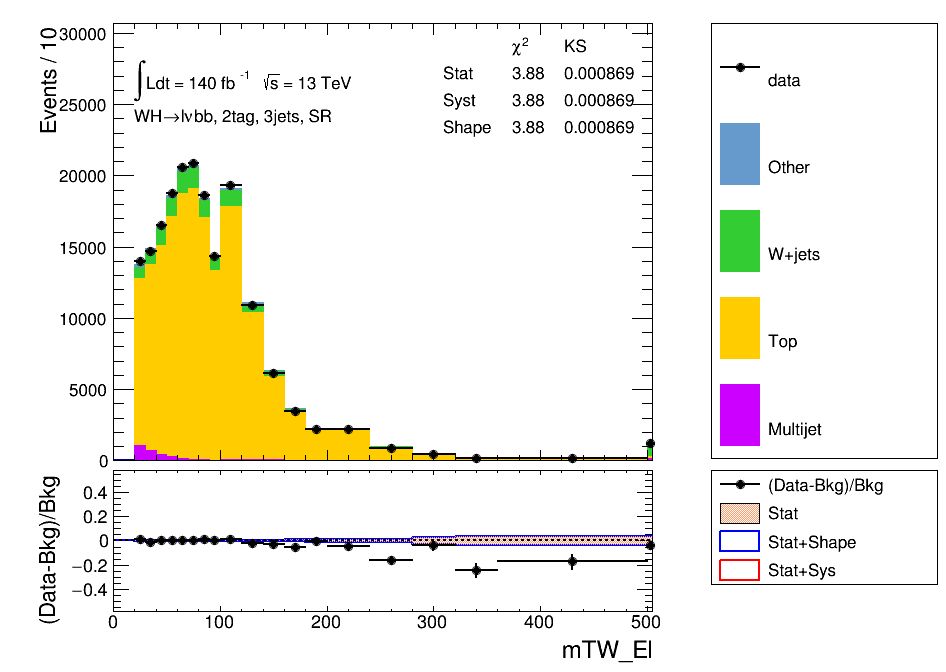 Events / 10
30000
25000
20000
15000
10000
5000
0
∫Ldt = 140 fb⁻¹ √s = 13 TeV
WH→lνbb, 2tag, 3jets, SR
χ² KS
Stat 3.88 0.000869
Syst 3.88 0.000869
Shape 3.88 0.000869
data
Other
W+jets
Top
Multijet
(Data-Bkg)/Bkg
0.4
0.2
0
−0.2
−0.4
0 100 200 300 400 500
mTW_El
(Data-Bkg)/Bkg
Stat
Stat+Shape
Stat+Sys